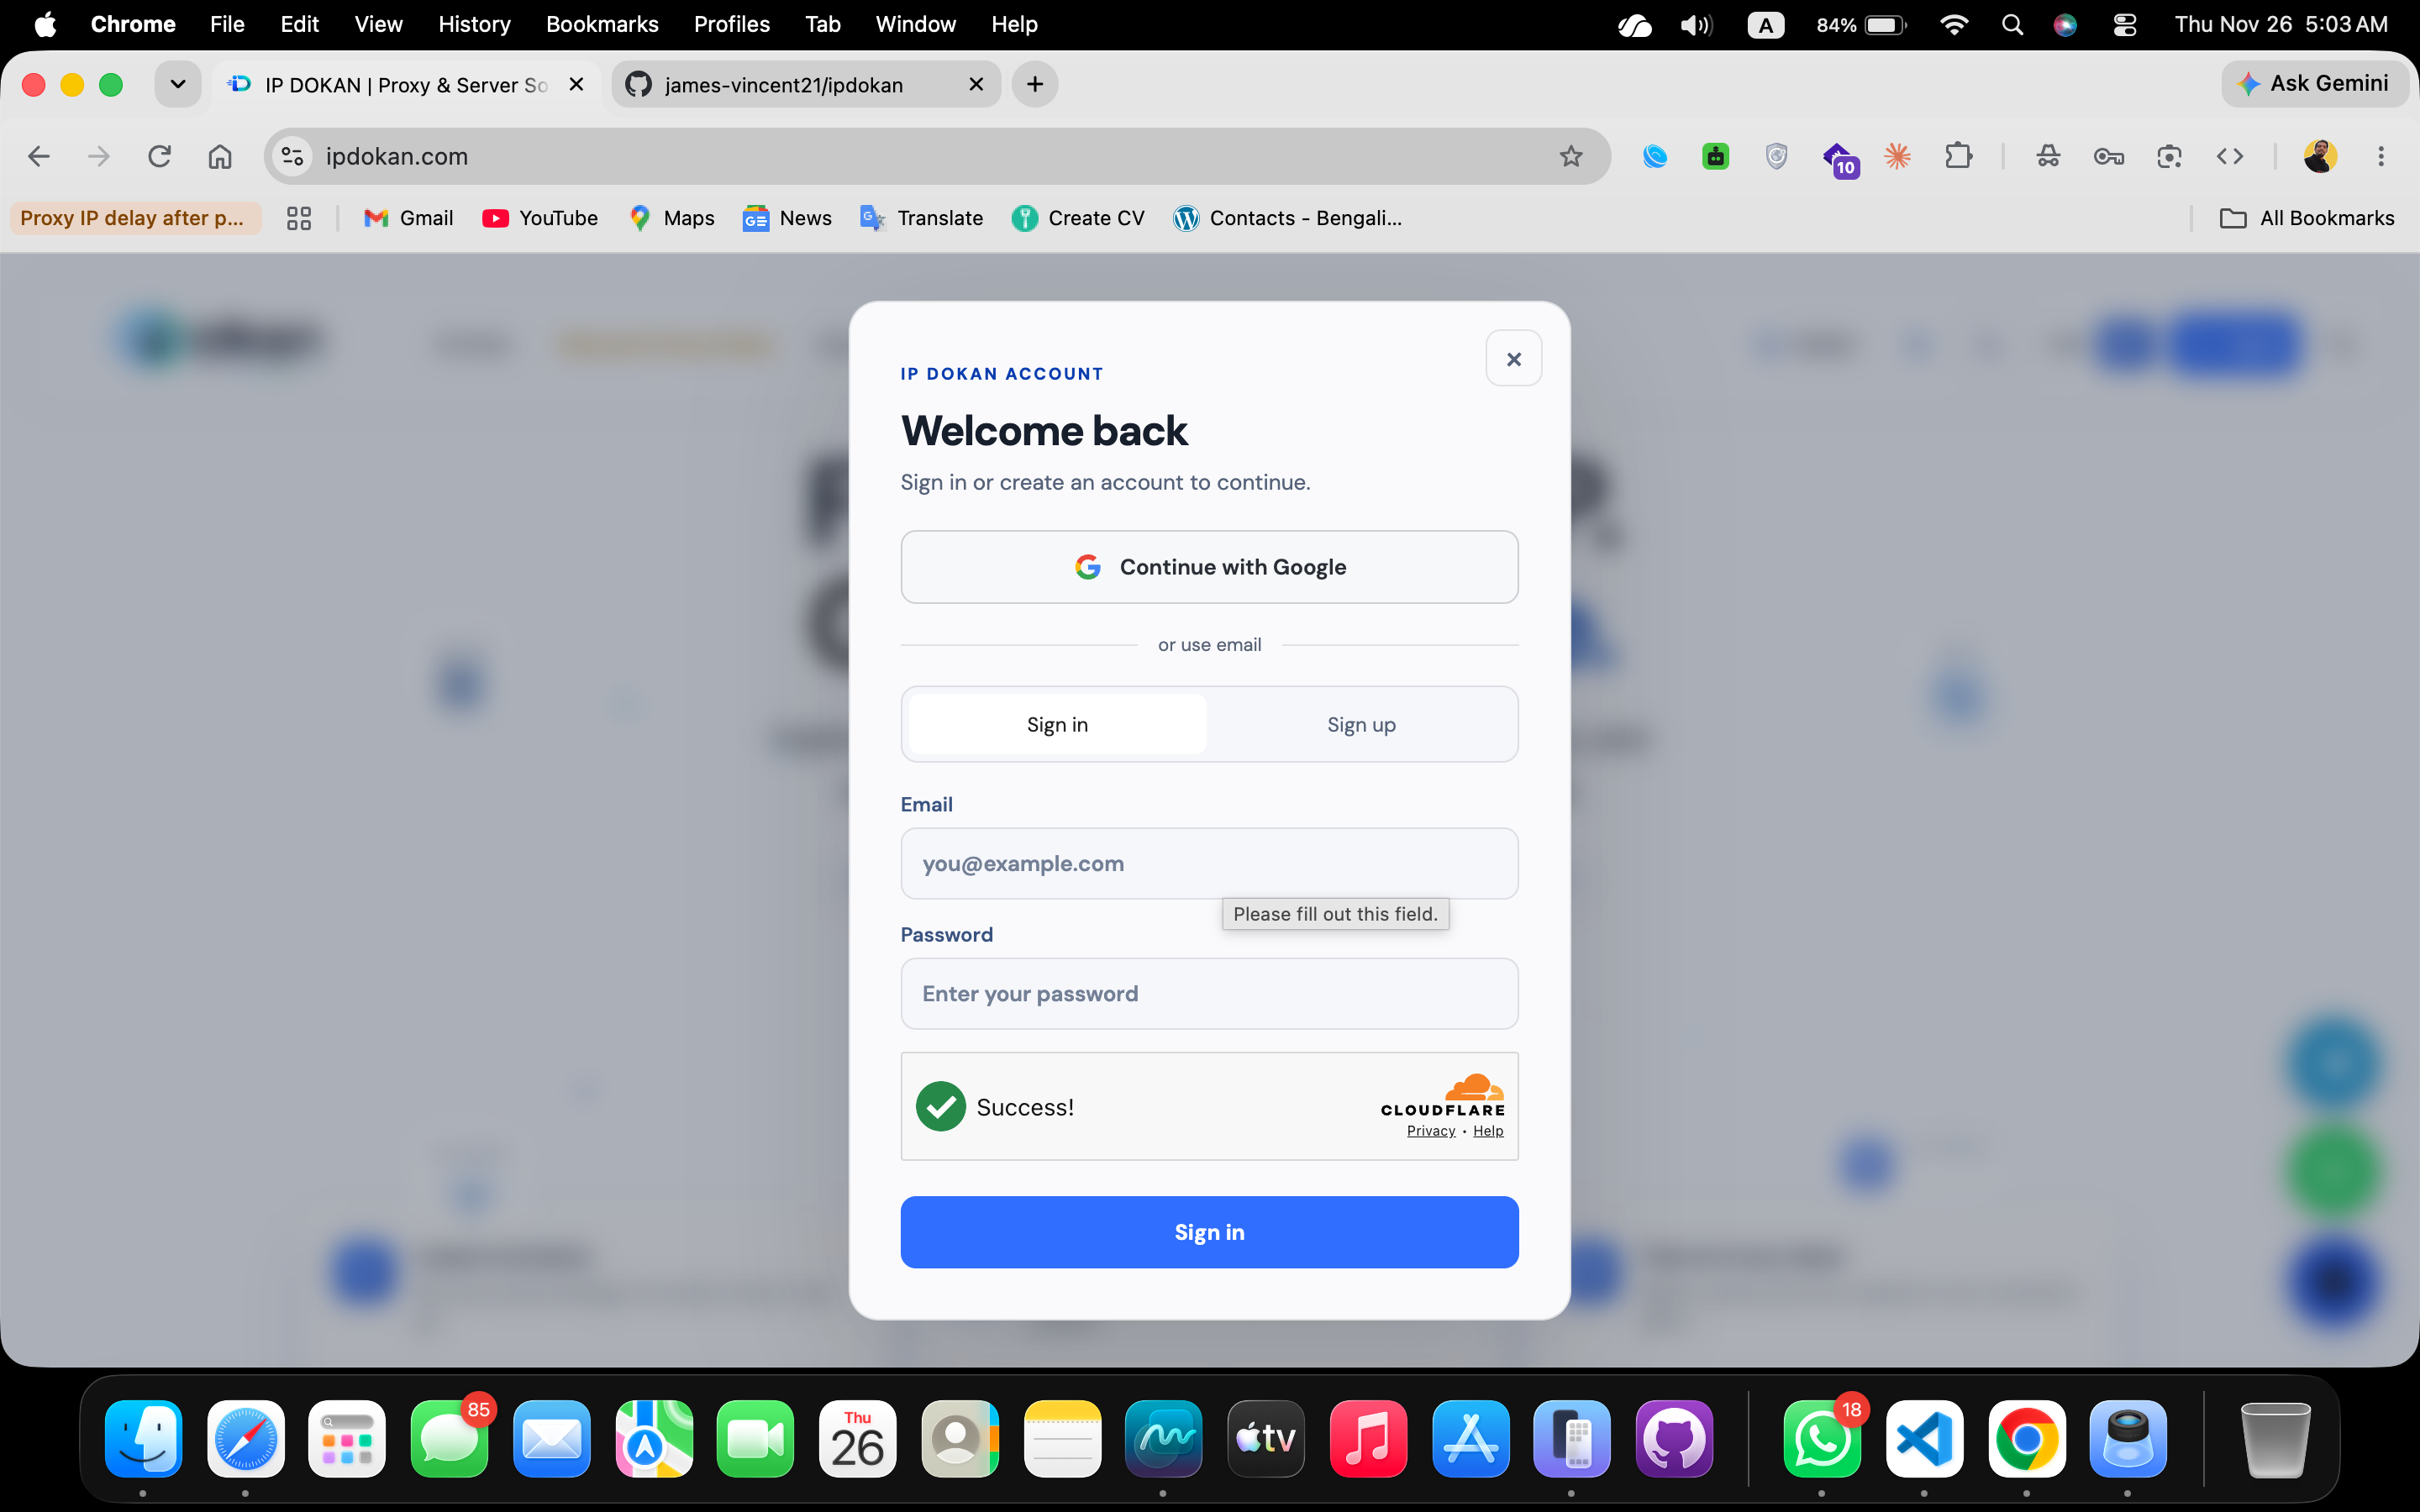 Chrome File Edit View History Bookmarks Profiles Tab Window Help A 84% Thu Nov 26 5:03 AM
IP DOKAN | Proxy & Server So james-vincent21/ipdokan Ask Gemini
ipdokan.com 10
Proxy IP delay after p... Gmail YouTube Maps News Translate Create CV Contacts - Bengali... All Bookmarks
IP DOKAN ACCOUNT
Welcome back
Sign in or create an account to continue.
Continue with Google
or use email
Sign in Sign up
Email
you@example.com
Please fill out this field.
Password
Enter your password
Success!
CLOUDFLARE
Privacy • Help
Sign in
85 Thu 26 tv 18